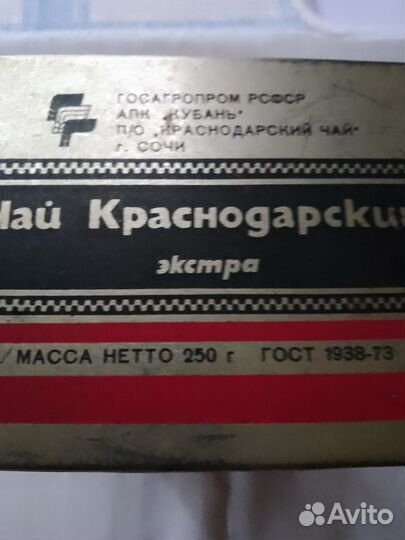 ГОСАГРОПРОМ РСФСР
АПК „КУБАНЬ"
П/О „КРАСНОДАРСКИЙ ЧАЙ"
г. СОЧИ
Чай Краснодарский
экстра
МАССА НЕТТО 250 г ГОСТ 1938-73
Avito